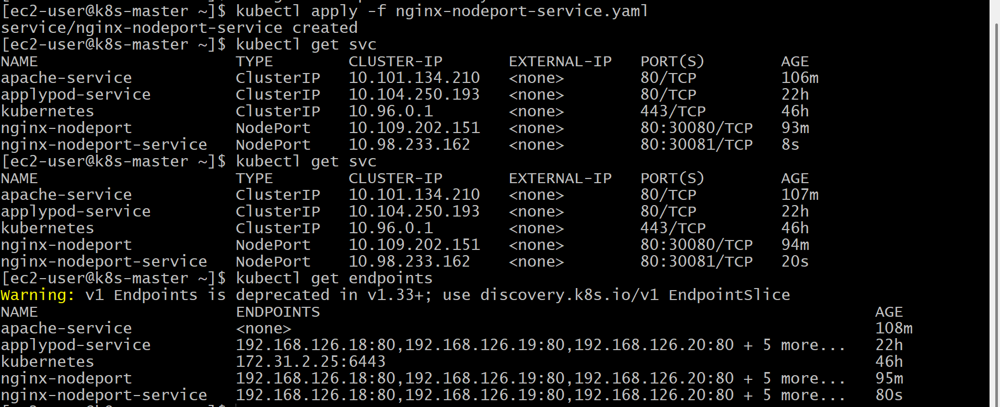 [ec2-user@k8s-master ~]$ kubectl apply -f nginx-nodeport-service.yaml
service/nginx-nodeport-service created
[ec2-user@k8s-master ~]$ kubectl get svc
NAME                     TYPE        CLUSTER-IP       EXTERNAL-IP   PORT(S)        AGE
apache-service           ClusterIP   10.101.134.210   <none>        80/TCP         106m
applypod-service         ClusterIP   10.104.250.193   <none>        80/TCP         22h
kubernetes               ClusterIP   10.96.0.1        <none>        443/TCP        46h
nginx-nodeport           NodePort    10.109.202.151   <none>        80:30080/TCP   93m
nginx-nodeport-service   NodePort    10.98.233.162    <none>        80:30081/TCP   8s
[ec2-user@k8s-master ~]$ kubectl get svc
NAME                     TYPE        CLUSTER-IP       EXTERNAL-IP   PORT(S)        AGE
apache-service           ClusterIP   10.101.134.210   <none>        80/TCP         107m
applypod-service         ClusterIP   10.104.250.193   <none>        80/TCP         22h
kubernetes               ClusterIP   10.96.0.1        <none>        443/TCP        46h
nginx-nodeport           NodePort    10.109.202.151   <none>        80:30080/TCP   94m
nginx-nodeport-service   NodePort    10.98.233.162    <none>        80:30081/TCP   20s
[ec2-user@k8s-master ~]$ kubectl get endpoints
Warning: v1 Endpoints is deprecated in v1.33+; use discovery.k8s.io/v1 EndpointSlice
NAME                     ENDPOINTS                                                           AGE
apache-service           <none>                                                              108m
applypod-service         192.168.126.18:80,192.168.126.19:80,192.168.126.20:80 + 5 more...   22h
kubernetes               172.31.2.25:6443                                                    46h
nginx-nodeport           192.168.126.18:80,192.168.126.19:80,192.168.126.20:80 + 5 more...   95m
nginx-nodeport-service   192.168.126.18:80,192.168.126.19:80,192.168.126.20:80 + 5 more...   80s